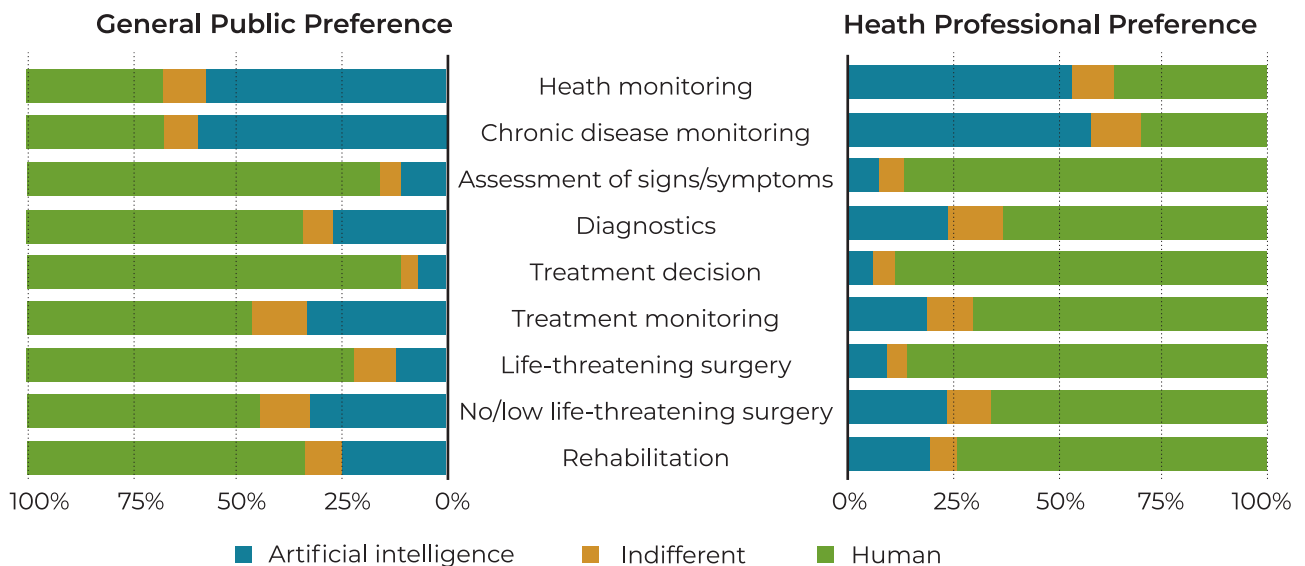 General Public Preference
Heath Professional Preference
Heath monitoring
Chronic disease monitoring
Assessment of signs/symptoms
Diagnostics
Treatment decision
Treatment monitoring
Life-threatening surgery
No/low life-threatening surgery
Rehabilitation
100% 75% 50% 25% 0%
0% 25% 50% 75% 100%
Artificial intelligence Indifferent Human